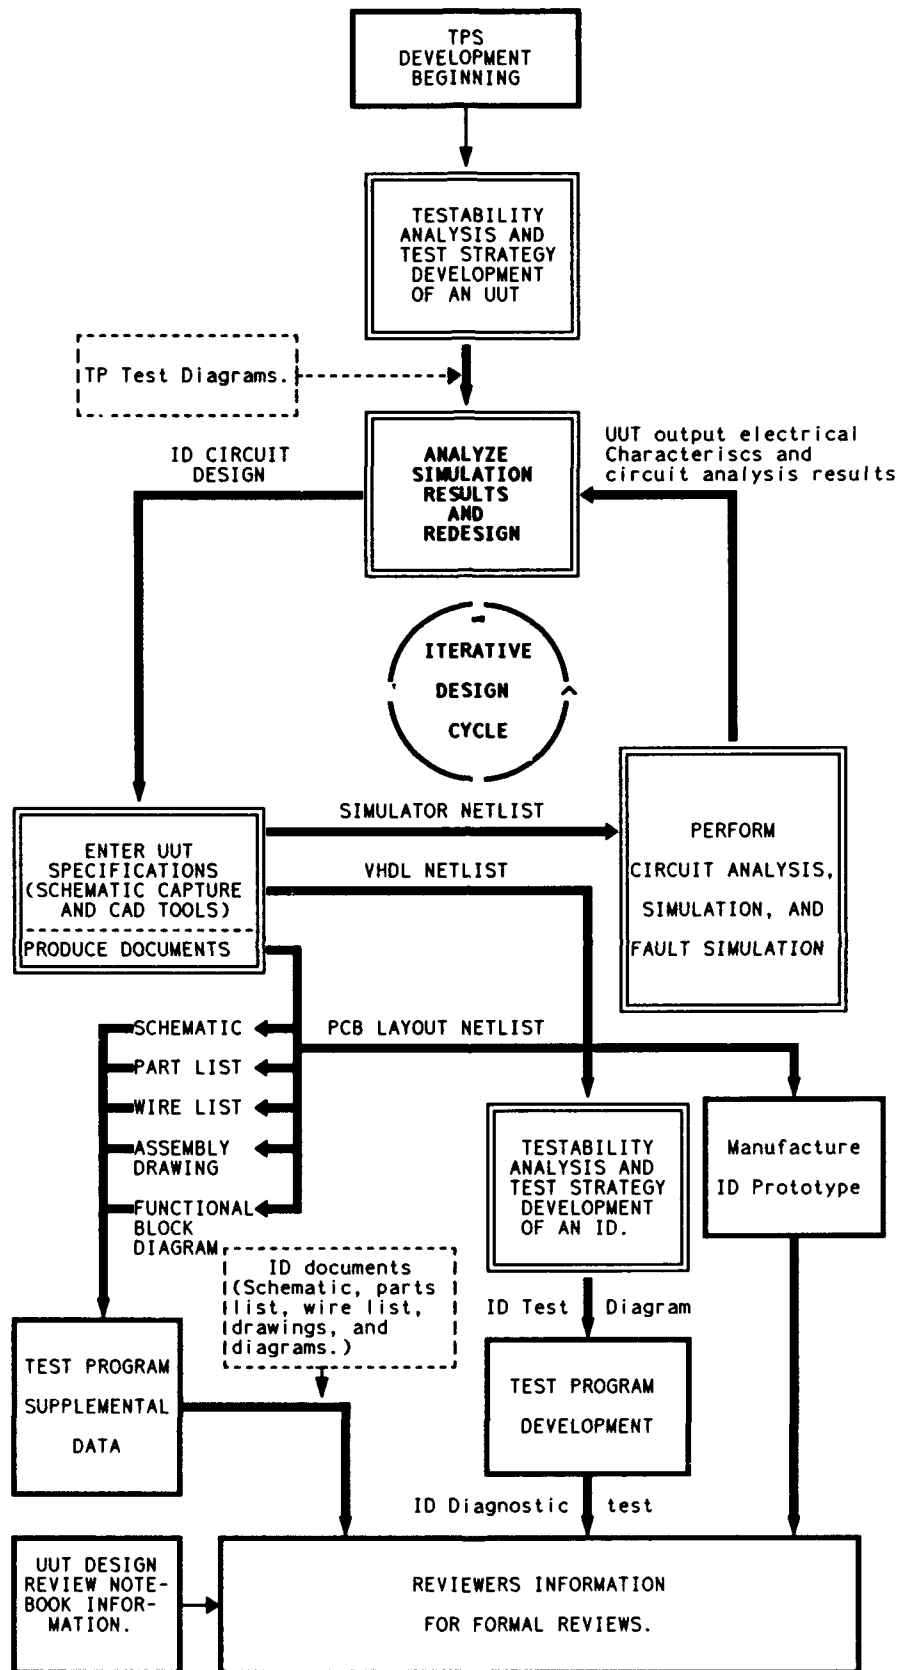 TPS
DEVELOPMENT
BEGINNING
TESTABILITY
ANALYSIS AND
TEST STRATEGY
DEVELOPMENT
OF AN UUT
TP Test Diagrams.
ID CIRCUIT
DESIGN
ANALYZE
SIMULATION
RESULTS
AND
REDESIGN
UUT output electrical
Characteriscs and
circuit analysis results
ITERATIVE
DESIGN
CYCLE
ENTER UUT
SPECIFICATIONS
(SCHEMATIC CAPTURE
AND CAD TOOLS)
PRODUCE DOCUMENTS
SIMULATOR NETLIST
VHDL NETLIST
PERFORM
CIRCUIT ANALYSIS,
SIMULATION, AND
FAULT SIMULATION
SCHEMATIC
PART LIST
WIRE LIST
ASSEMBLY
DRAWING
FUNCTIONAL
BLOCK
DIAGRAM
PCB LAYOUT NETLIST
TESTABILITY
ANALYSIS AND
TEST STRATEGY
DEVELOPMENT
OF AN ID.
Manufacture
ID Prototype
ID documents
(Schematic, parts
list, wire list,
drawings, and
diagrams.)
ID Test Diagram
TEST PROGRAM
SUPPLEMENTAL
DATA
TEST PROGRAM
DEVELOPMENT
ID Diagnostic test
UUT DESIGN
REVIEW NOTE-
BOOK INFOR-
MATION.
REVIEWERS INFORMATION
FOR FORMAL REVIEWS.